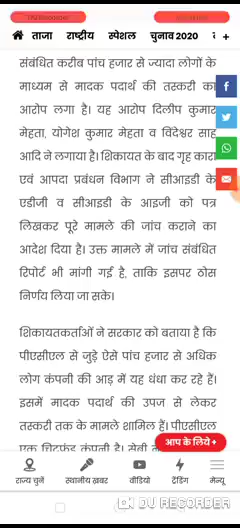 ताजा राष्ट्रीय स्पेशल चुनाव 2020
संबंधित करीब पांच हजार से ज्यादा लोगों के
माध्यम से मादक पदार्थ की तस्करी का
आरोप लगा है। यह आरोप दिलीप कुमार
मेहता, योगेश कुमार मेहता व विंदेश्वर साह
आदि ने लगाया है। शिकायत के बाद गृह कारा
एवं आपदा प्रबंधन विभाग ने सीआइडी के
एडीजी व सीआइडी के आइजी को पत्र
लिखकर पूरे मामले की जांच कराने का
आदेश दिया है। उक्त मामले में जांच संबंधित
रिपोर्ट भी मांगी गई है, ताकि इसपर ठोस
निर्णय लिया जा सके।
शिकायतकर्ताओं ने सरकार को बताया है कि
पीएसीएल से जुड़े ऐसे पांच हजार से अधिक
लोग कंपनी की आड़ में यह धंधा कर रहे हैं।
इसमें मादक पदार्थ की उपज से लेकर
तस्करी तक के मामले शामिल हैं। पीएसीएल
एक चिटफंड कंपनी है। सेबी
आप के लिये +
राज्य चुनें स्थानीय ख़बर वीडियो ट्रेंडिंग मेन्यू
DU RECORDER